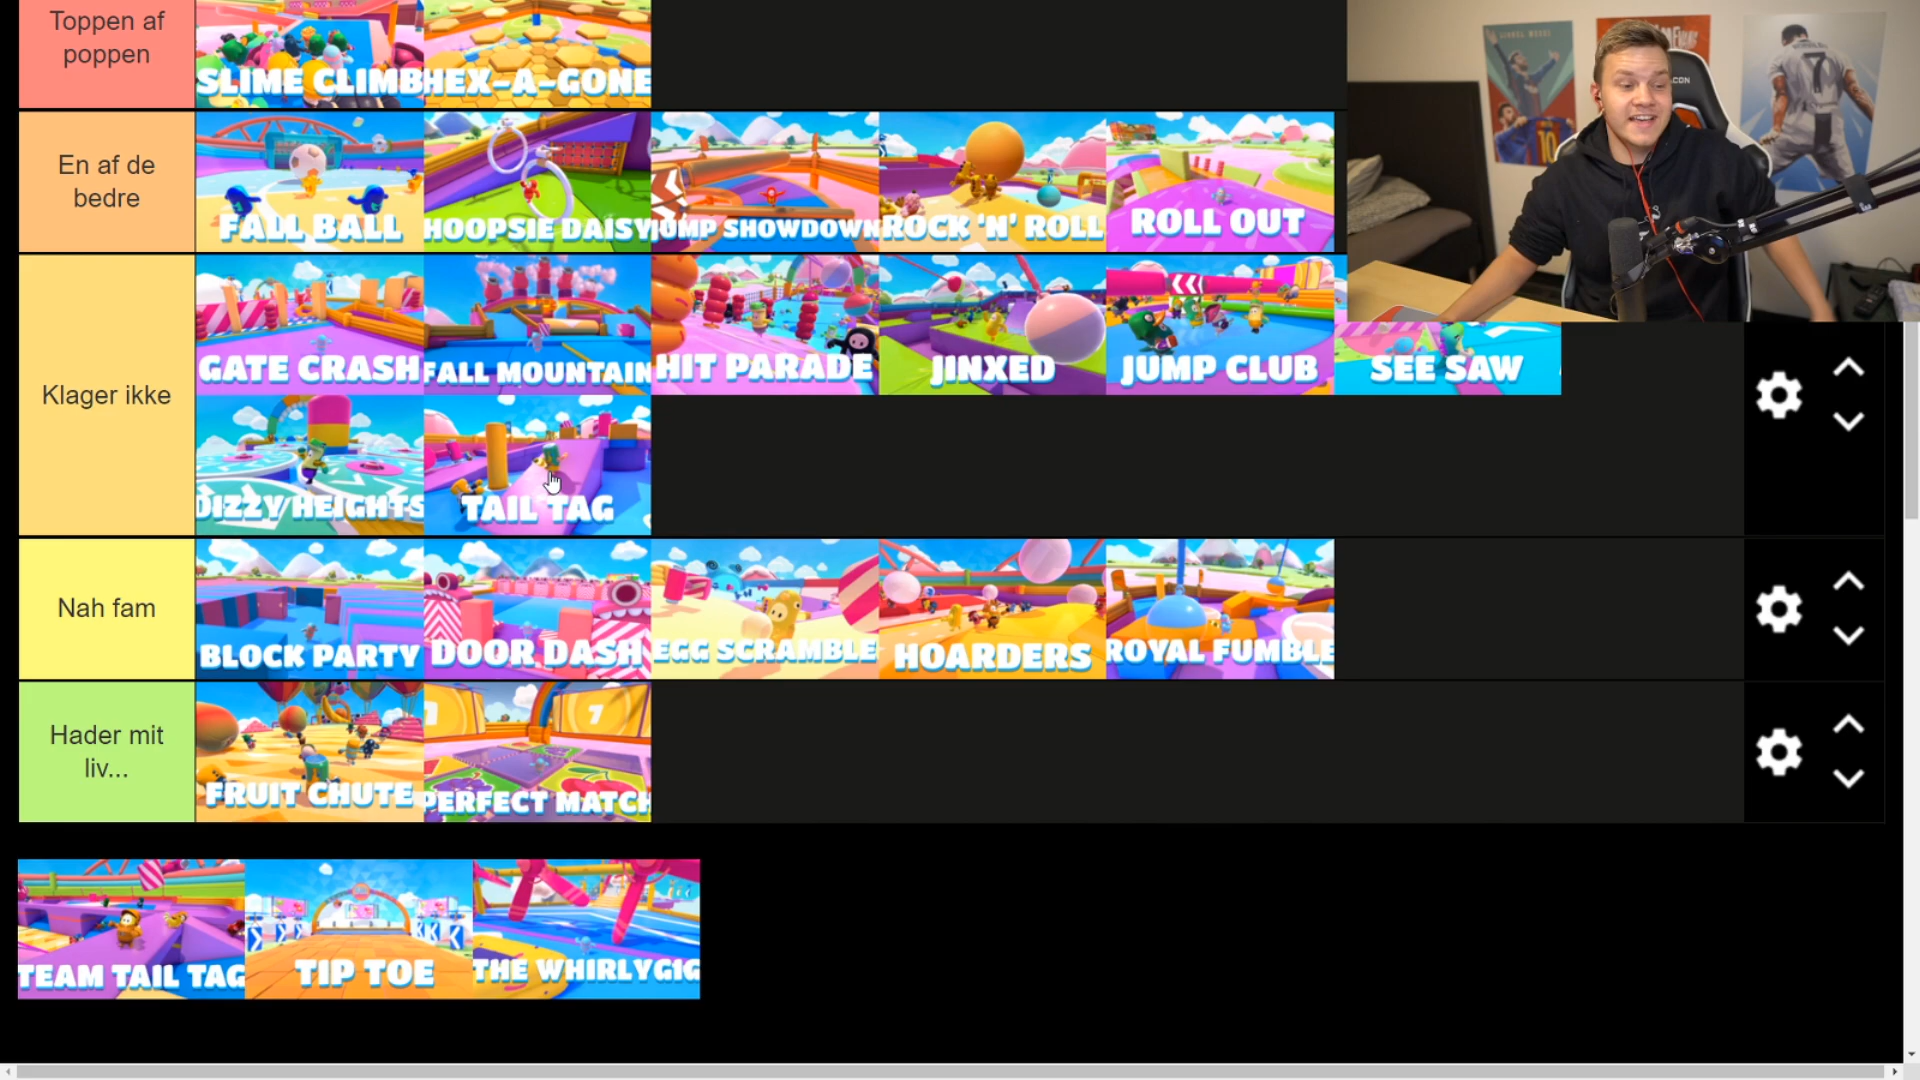 Toppen af
poppen
SLIME CLIMB
HEX-A-GONE
En af de
bedre
FALL BALL
HOOPSIE DAISY
JUMP SHOWDOWN
ROCK 'N' ROLL
ROLL OUT
Klager ikke
GATE CRASH
FALL MOUNTAIN
HIT PARADE
JINXED
JUMP CLUB
SEE SAW
DIZZY HEIGHTS
TAIL TAG
Nah fam
BLOCK PARTY
DOOR DASH
EGG SCRAMBLE
HOARDERS
ROYAL FUMBLE
Hader mit
liv...
FRUIT CHUTE
7
PERFECT MATCH
TEAM TAIL TAG
TIP TOE
THE WHIRLYGIG
10
7